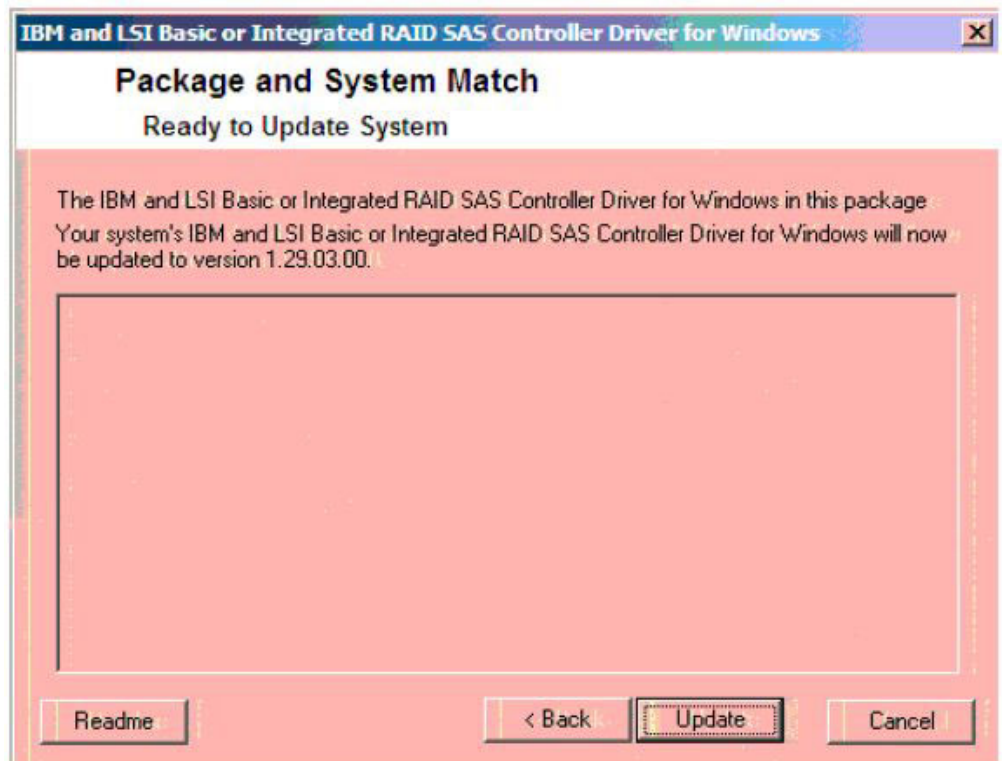 IBM and LSI Basic or Integrated RAID SAS Controller Driver for Windows
Package and System Match
Ready to Update System
The IBM and LSI Basic or Integrated RAID SAS Controller Driver for Windows in this package
Your system's IBM and LSI Basic or Integrated RAID SAS Controller Driver for Windows will now
be updated to version 1.29.03.00.
Readme
< Back
Update
Cancel